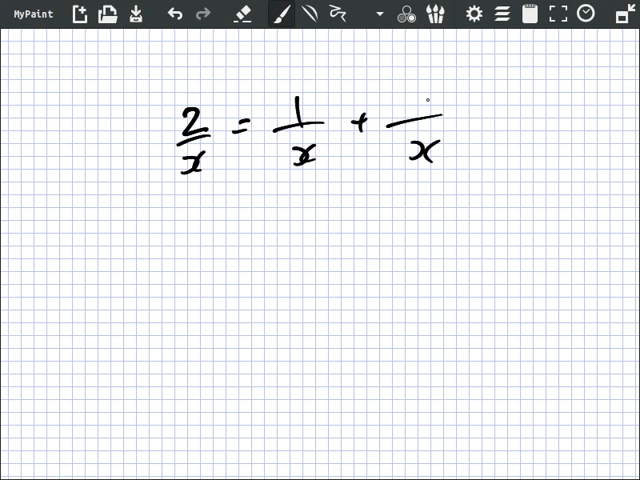 MyPaint
2/x = 1/x + /x